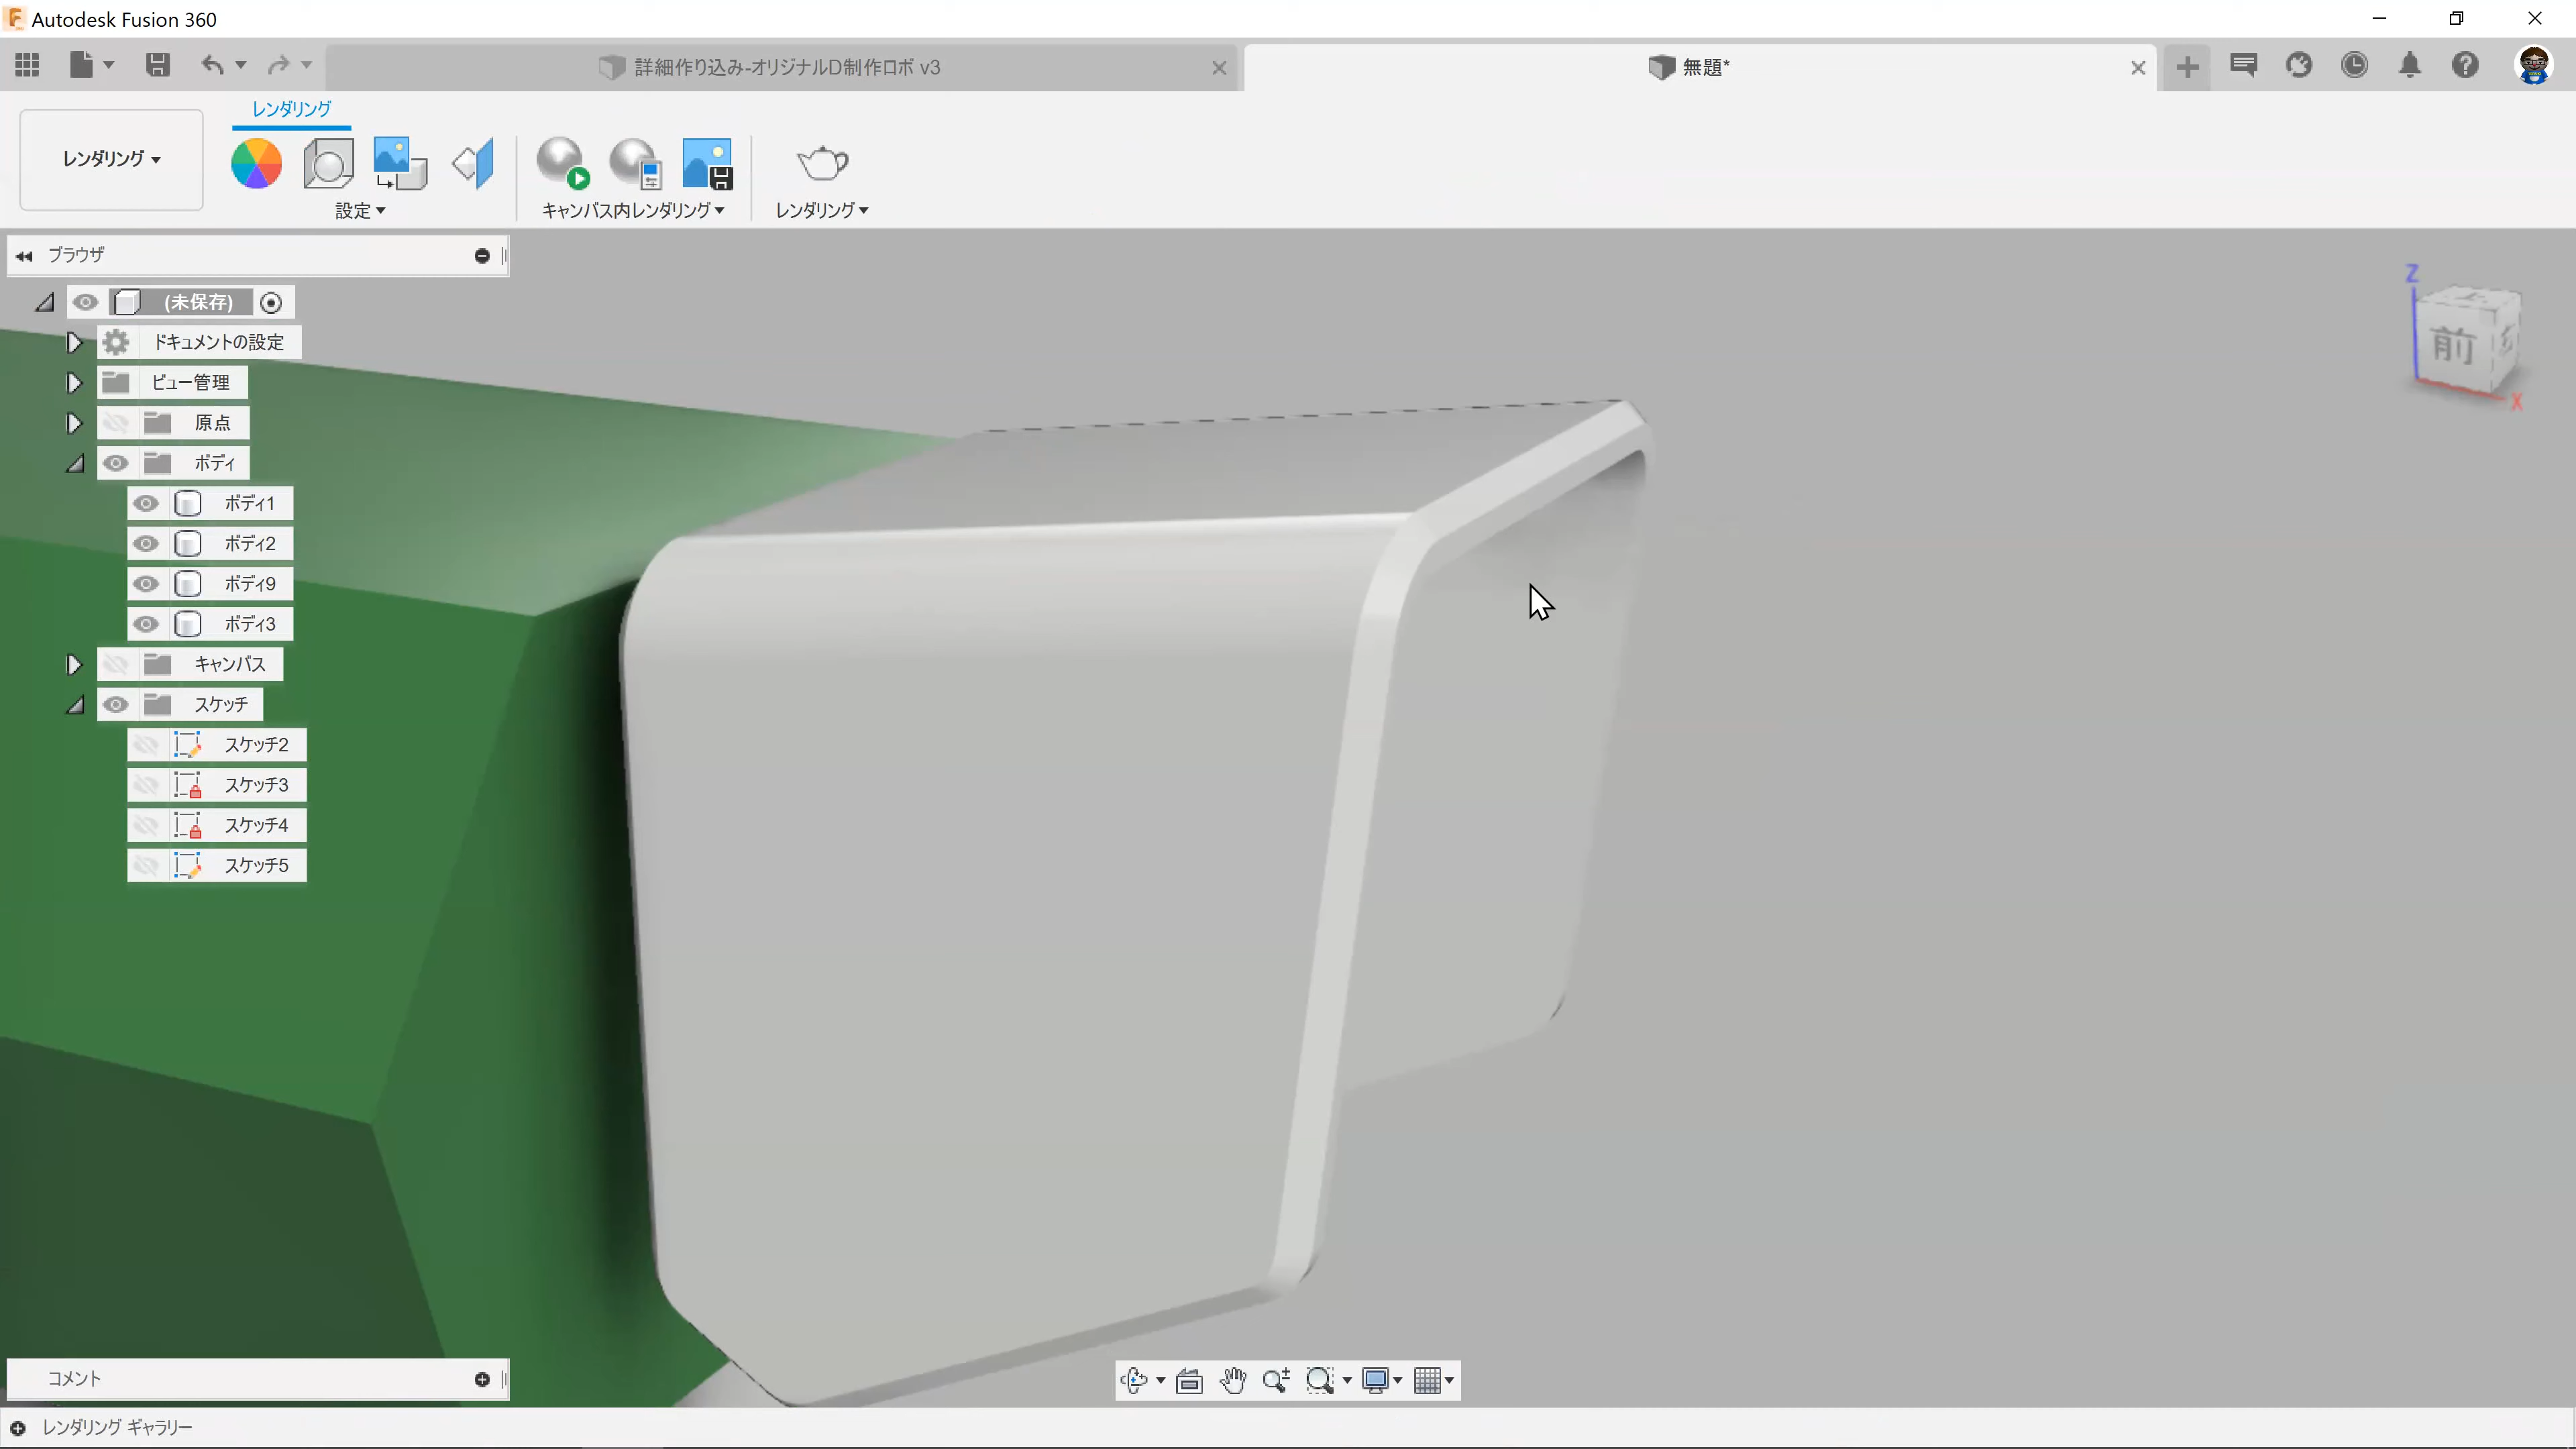 Autodesk Fusion 360
詳細作り込み-オリジナルD制作ロボ v3
無題*
レンダリング
レンダリング
設定
キャンバス内レンダリング
レンダリング
ブラウザ
(未保存)
ドキュメントの設定
ビュー管理
原点
ボディ
ボディ1
ボディ2
ボディ9
ボディ3
キャンバス
スケッチ
スケッチ2
スケッチ3
スケッチ4
スケッチ5
Z
前
X
コメント
レンダリング ギャラリー